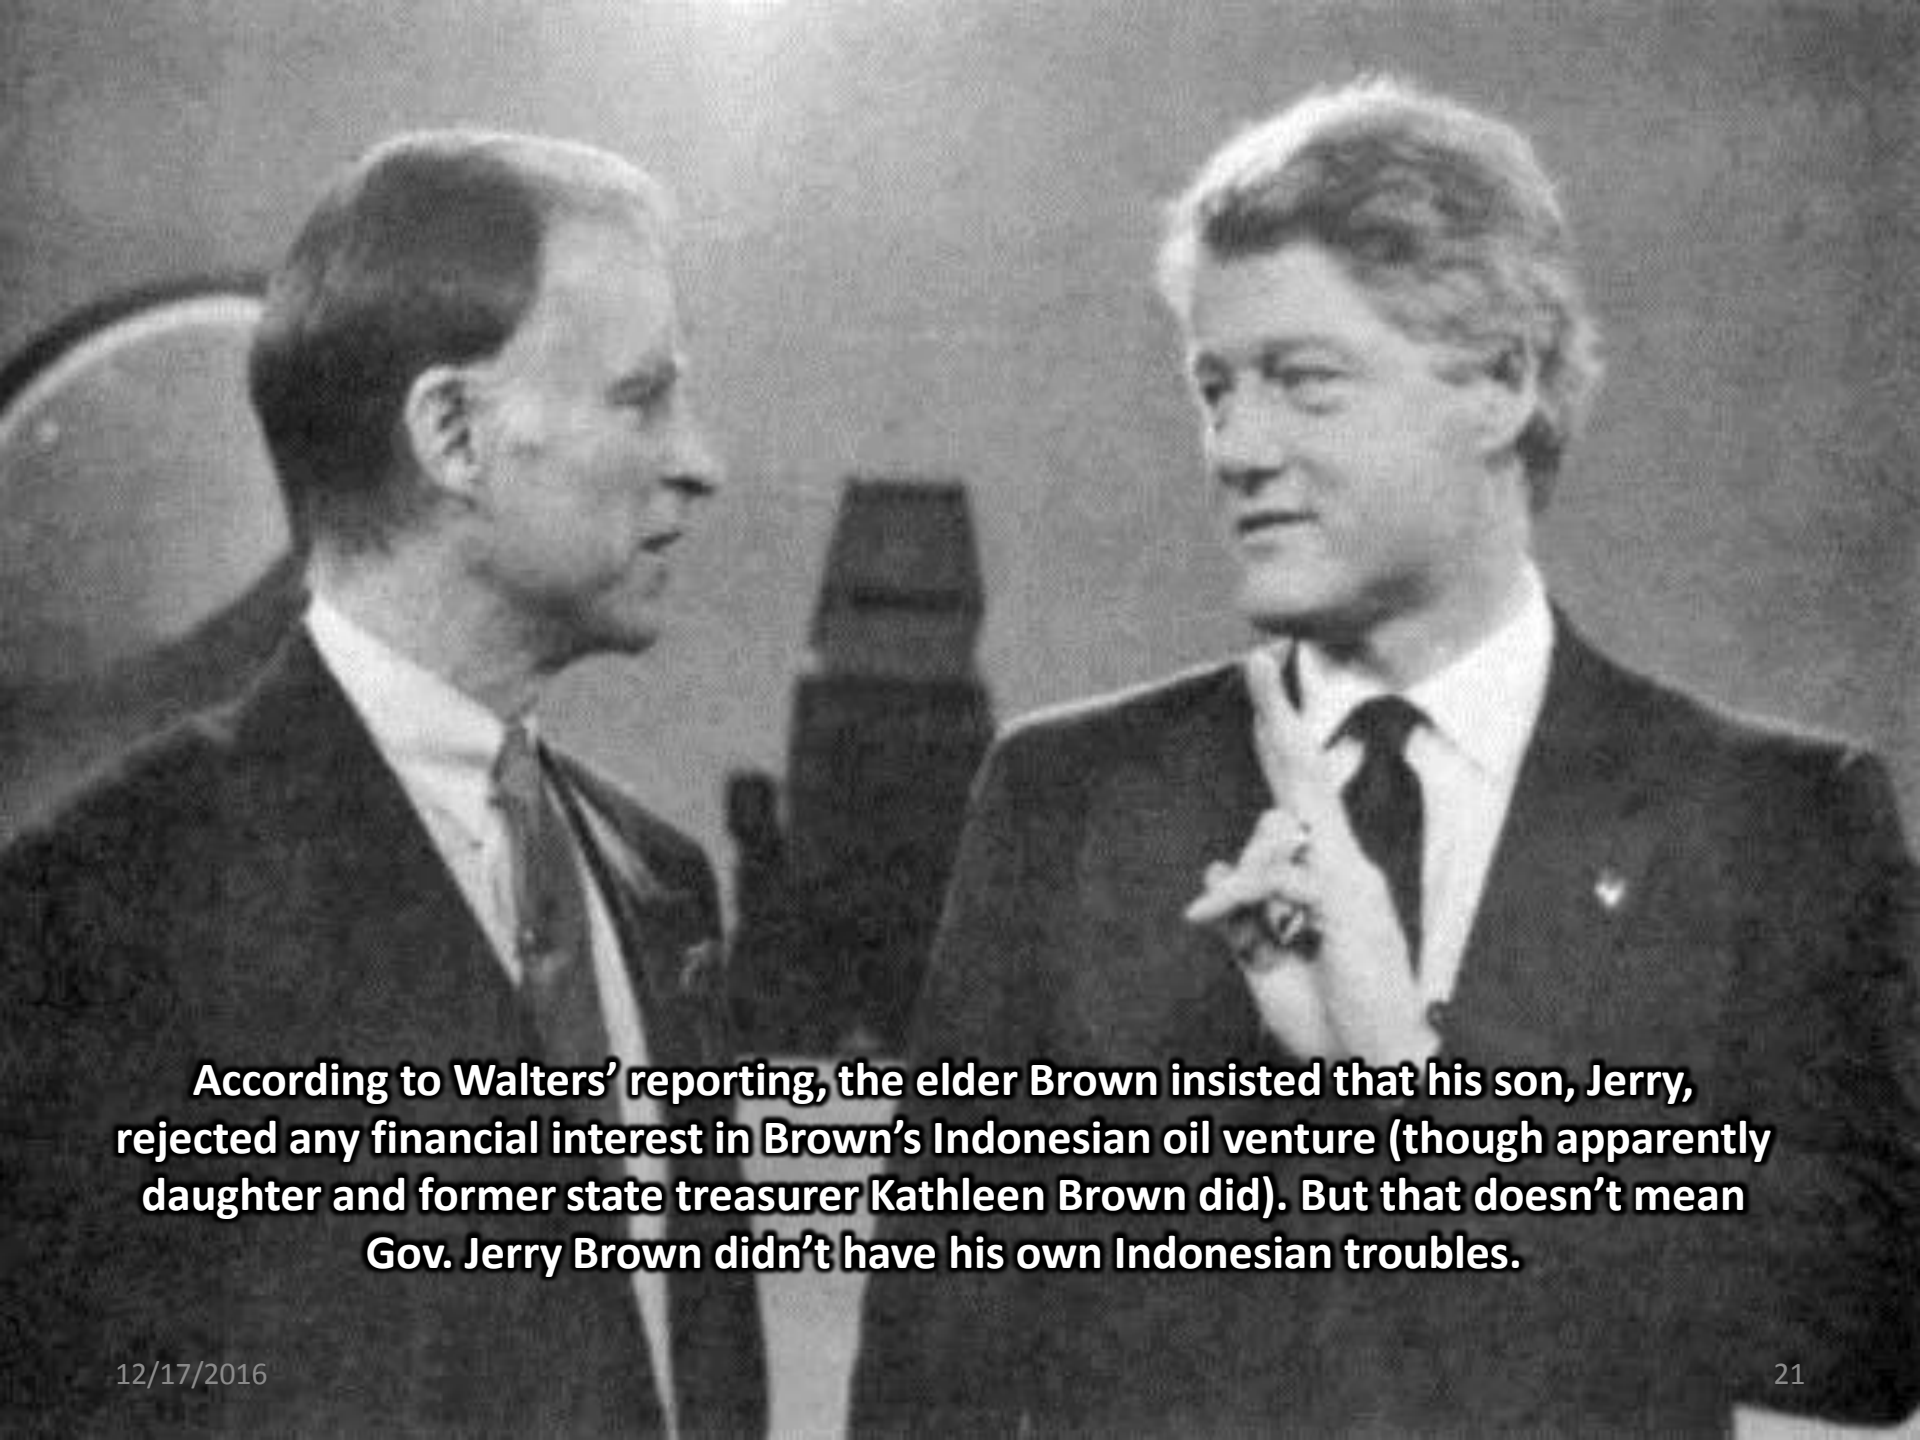 According to Walters’ reporting, the elder Brown insisted that his son, Jerry,
rejected any financial interest in Brown’s Indonesian oil venture (though apparently
daughter and former state treasurer Kathleen Brown did). But that doesn’t mean
Gov. Jerry Brown didn’t have his own Indonesian troubles.
12/17/2016
21